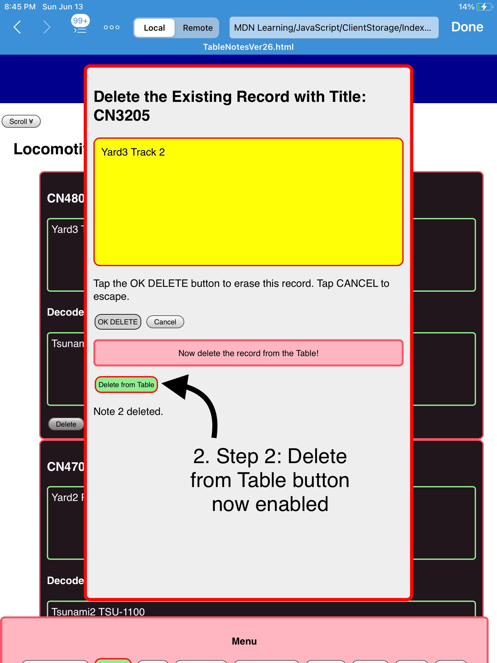 8:45 PM Sun Jun 13
14%
99+
Local
Remote
MDN Learning/JavaScript/ClientStorage/Index...
Done
TableNotesVer26.html
Scroll ∨
Delete the Existing Record with Title:
CN3205
Locomoti
Yard3 Track 2
CN480
Yard3 T
Tap the OK DELETE button to erase this record. Tap CANCEL to
escape.
Decode
OK DELETE
Cancel
Tsunam
Now delete the record from the Table!
Delete from Table
Note 2 deleted.
Delete
2. Step 2: Delete
from Table button
now enabled
CN470
Yard2
Decode
Tsunami2 TSU-1100
Menu